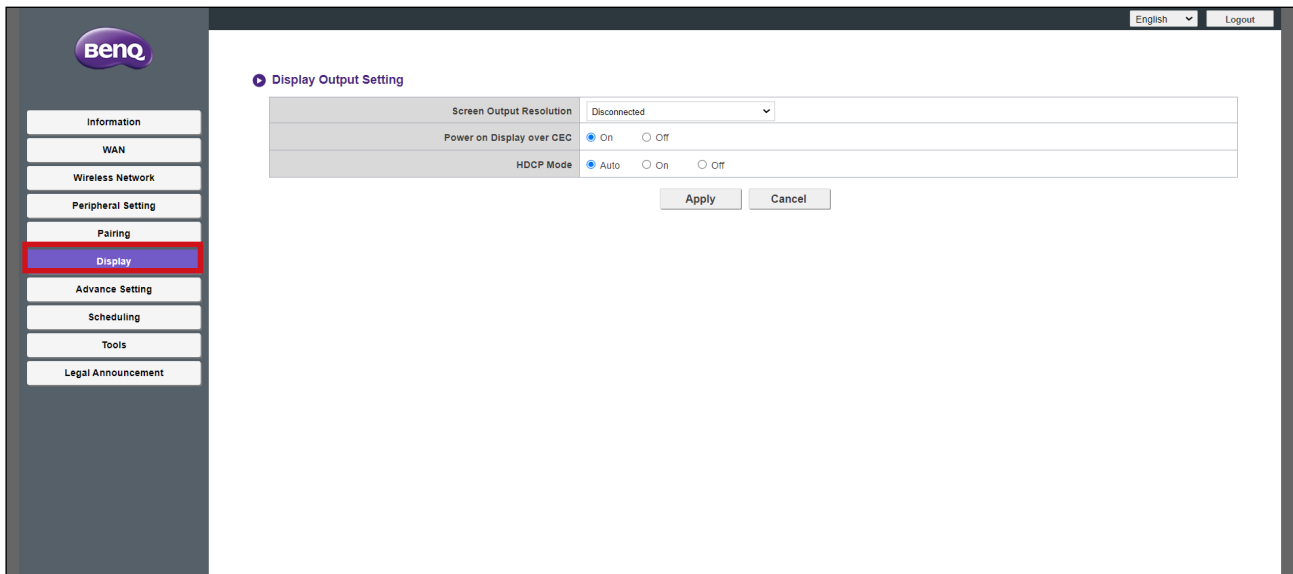 English Logout
BenQ
Display Output Setting
Screen Output Resolution Disconnected
Power on Display over CEC On Off
HDCP Mode Auto On Off
Apply Cancel
Information
WAN
Wireless Network
Peripheral Setting
Pairing
Display
Advance Setting
Scheduling
Tools
Legal Announcement